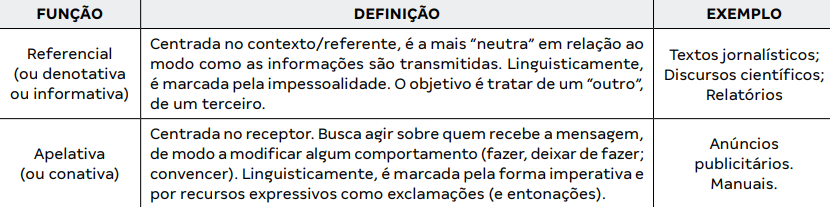 FUNÇÃO DEFINIÇÃO EXEMPLO
Referencial
(ou denotativa
ou informativa)
Centrada no contexto/referente, é a mais “neutra” em relação ao
modo como as informações são transmitidas. Linguisticamente,
é marcada pela impessoalidade. O objetivo é tratar de um “outro”,
de um terceiro.
Textos jornalísticos;
Discursos científicos;
Relatórios
Apelativa
(ou conativa)
Centrada no receptor. Busca agir sobre quem recebe a mensagem,
de modo a modificar algum comportamento (fazer, deixar de fazer;
convencer). Linguisticamente, é marcada pela forma imperativa e
por recursos expressivos como exclamações (e entonações).
Anúncios
publicitários.
Manuais.